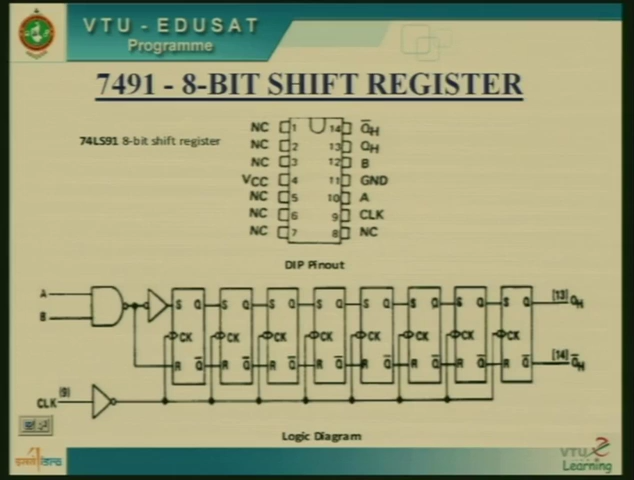 VTU - EDUSAT
Programme
7491 - 8-BIT SHIFT REGISTER
74LS91 8-bit shift register
NC 1 14 Q̅H
NC 2 13 QH
NC 3 12 B
VCC 4 11 GND
NC 5 10 A
NC 6 9 CLK
NC 7 8 NC
DIP Pinout
A
B
S Q S Q S Q S Q S Q S Q S Q S Q [13] QH
CK CK CK CK CK CK CK CK
R Q̅ R Q̅ R Q̅ R Q̅ R Q̅ R Q̅ R Q̅ R Q̅ [14] Q̅H
CLK [9]
Logic Diagram
VTU
Learning